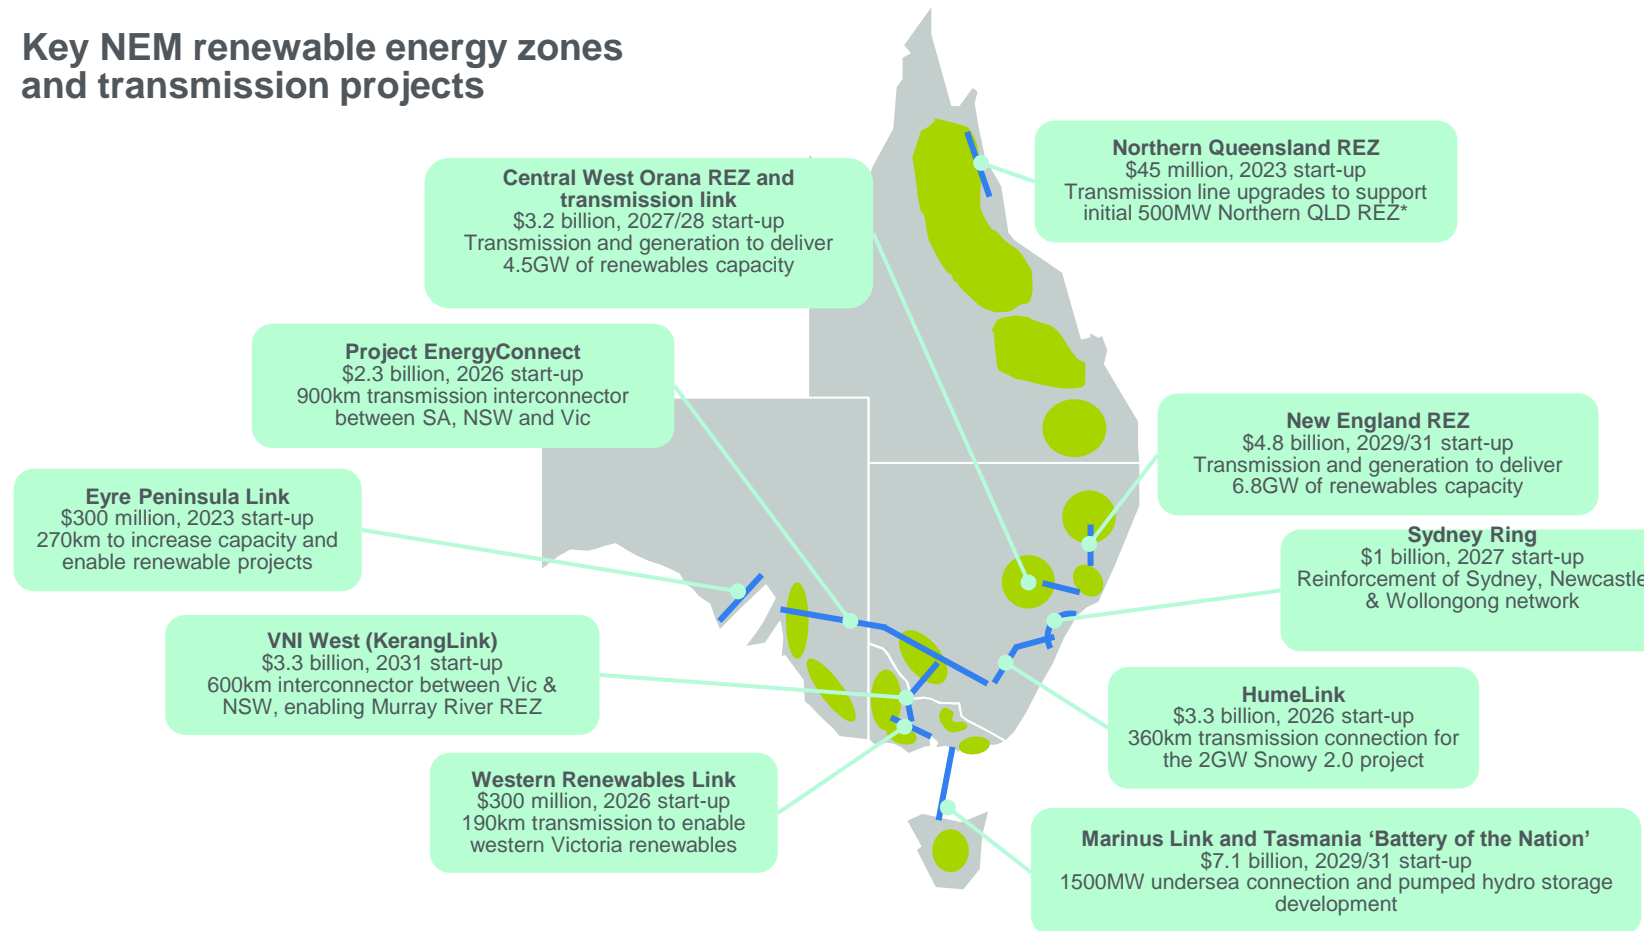 Key NEM renewable energy zones
and transmission projects
Northern Queensland REZ
$45 million, 2023 start-up
Transmission line upgrades to support
initial 500MW Northern QLD REZ*
Central West Orana REZ and
transmission link
$3.2 billion, 2027/28 start-up
Transmission and generation to deliver
4.5GW of renewables capacity
Project EnergyConnect
$2.3 billion, 2026 start-up
900km transmission interconnector
between SA, NSW and Vic
New England REZ
$4.8 billion, 2029/31 start-up
Transmission and generation to deliver
6.8GW of renewables capacity
Eyre Peninsula Link
$300 million, 2023 start-up
270km to increase capacity and
enable renewable projects
Sydney Ring
$1 billion, 2027 start-up
Reinforcement of Sydney, Newcastle
& Wollongong network
VNI West (KerangLink)
$3.3 billion, 2031 start-up
600km interconnector between Vic &
NSW, enabling Murray River REZ
HumeLink
$3.3 billion, 2026 start-up
360km transmission connection for
the 2GW Snowy 2.0 project
Western Renewables Link
$300 million, 2026 start-up
190km transmission to enable
western Victoria renewables
Marinus Link and Tasmania ‘Battery of the Nation’
$7.1 billion, 2029/31 start-up
1500MW undersea connection and pumped hydro storage
development